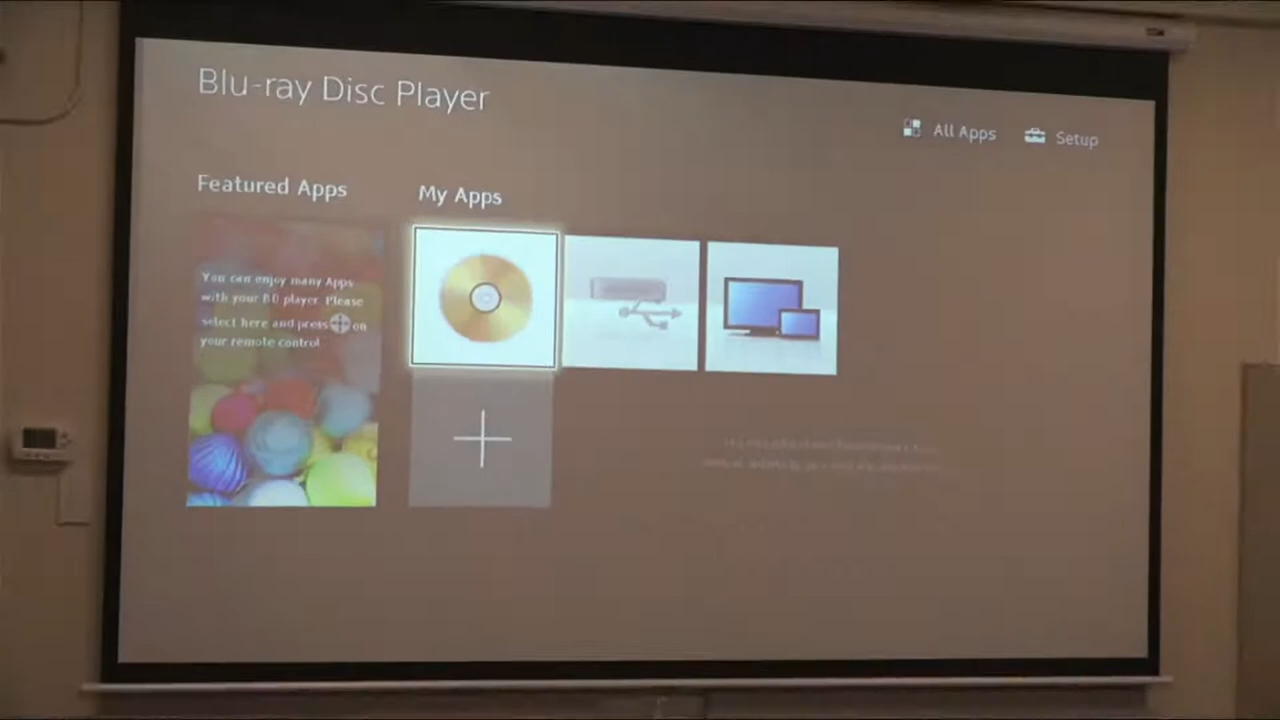 Blu-ray Disc Player
All Apps
Setup
Featured Apps
My Apps
You can enjoy many Apps
with your BD player. Please
select here and press on
your remote control.